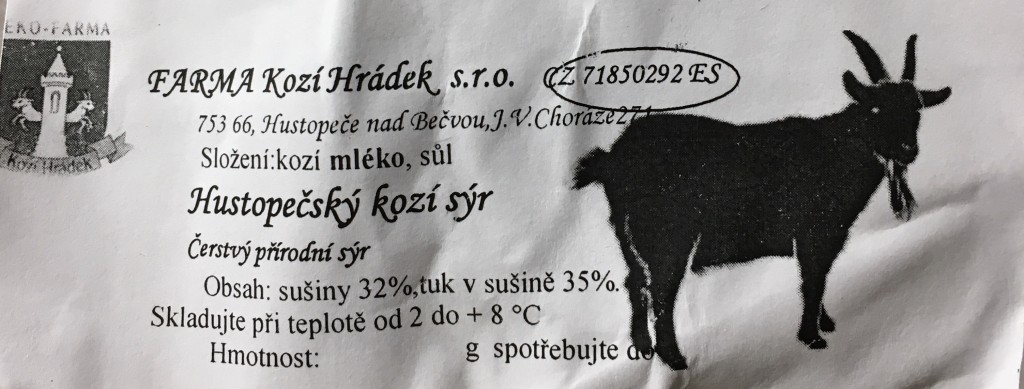 EKO-FARMA
Kozí Hrádek
FARMA Kozí Hrádek s.r.o. CZ 71850292 ES
753 66, Hustopeče nad Bečvou,J.V.Choráze271
Složení:kozí mléko, sůl
Hustopečský kozí sýr
Čerstvý přírodní sýr
Obsah: sušiny 32%,tuk v sušině 35%.
Skladujte při teplotě od 2 do + 8 °C
Hmotnost: g spotřebujte do